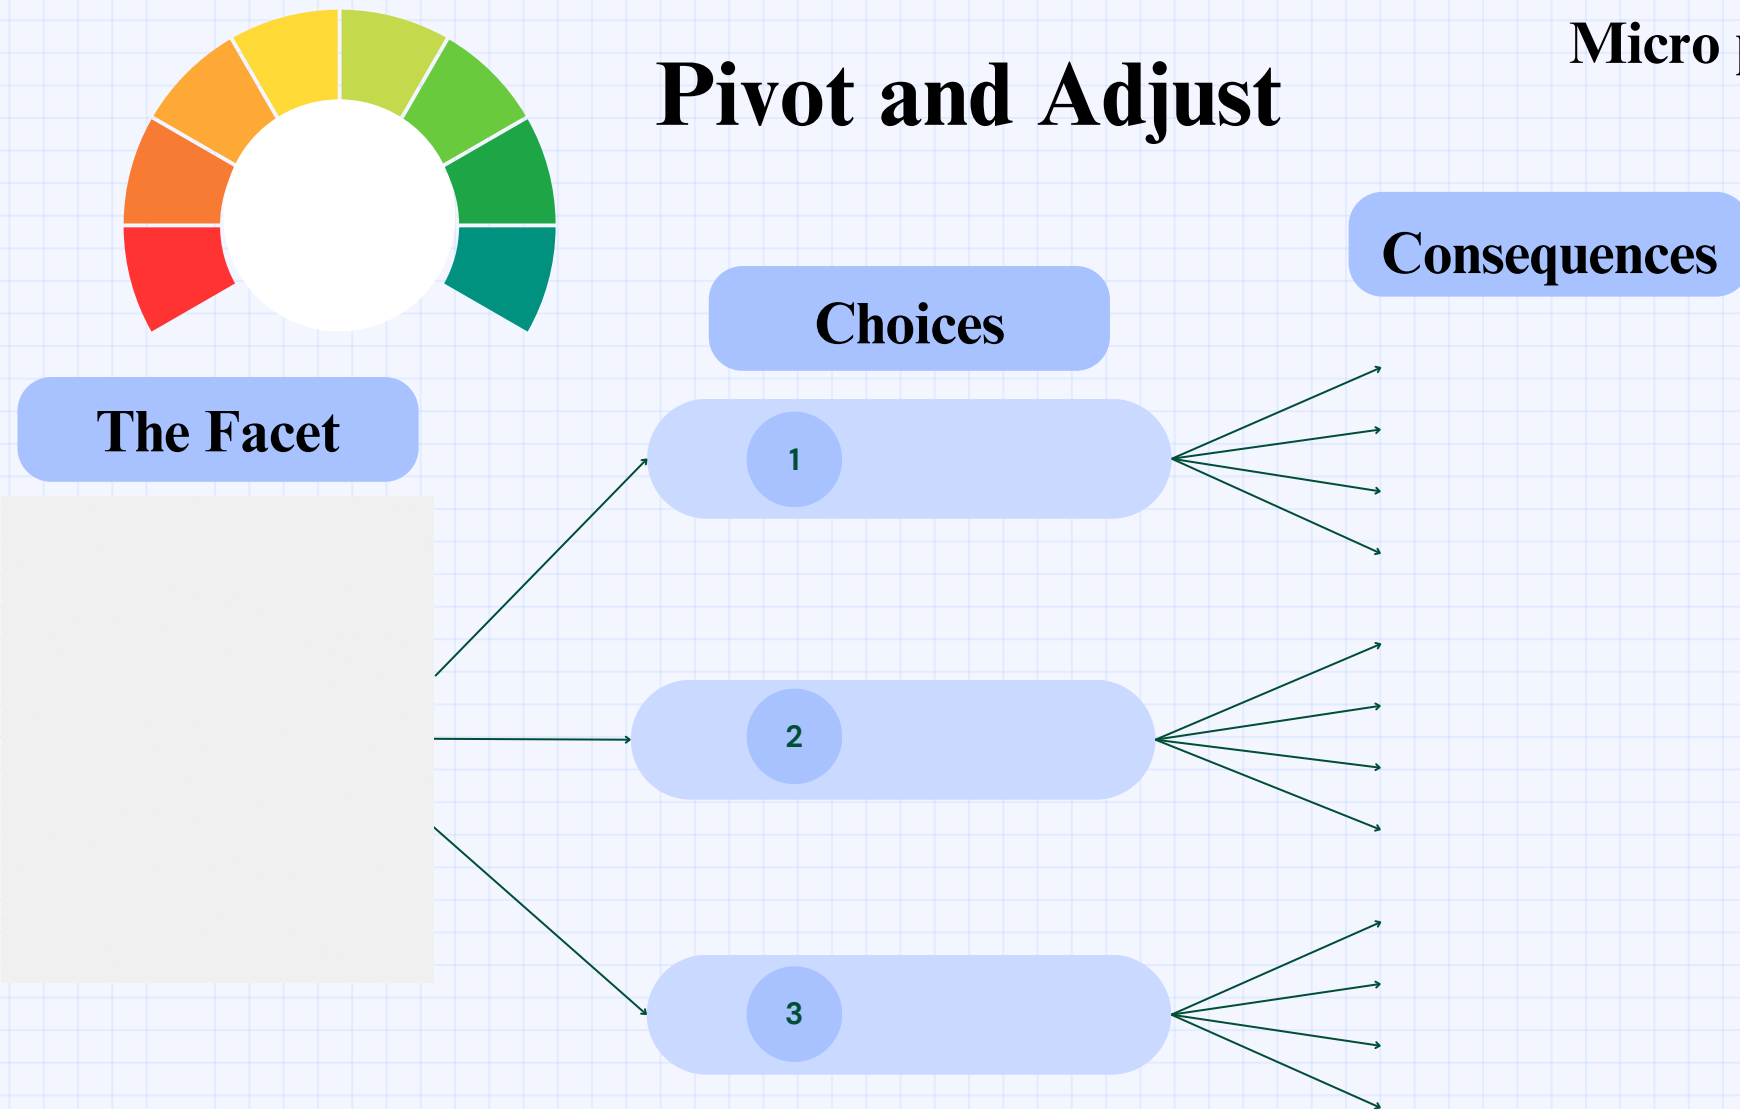 Micro
Pivot and Adjust
Consequences
Choices
The Facet
1
2
3